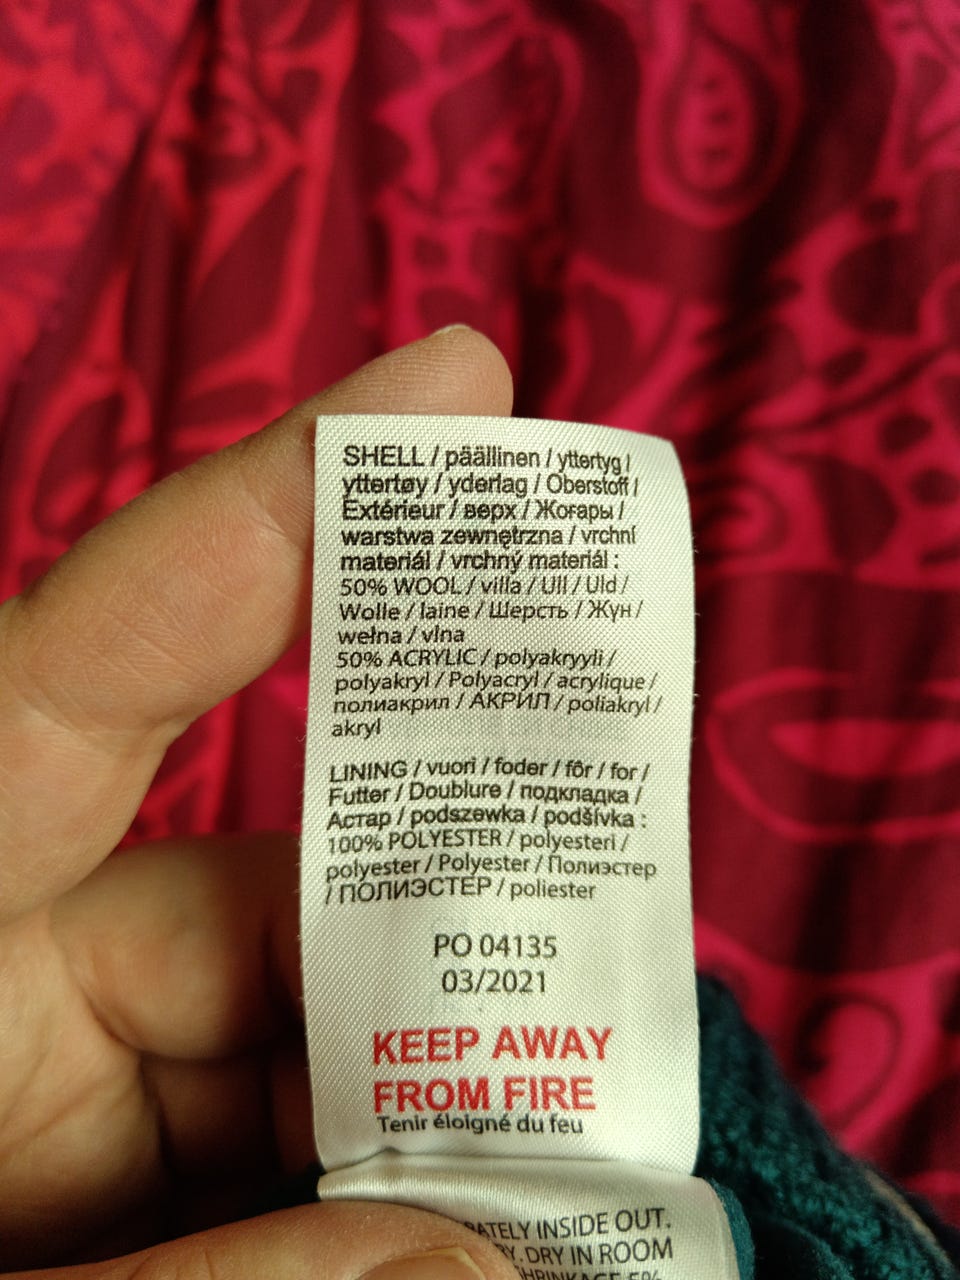 SHELL / päällinen / yttertyg /
yttertøy / yderlag / Oberstoff /
Extérieur / верх / Жоғары /
warstwa zewnętrzna / vrchní
materiál / vrchný materiál :
50% WOOL / villa / Ull / Uld /
Wolle / laine / Шерсть / Жүн /
wełna / vlna
50% ACRYLIC / polyakryyli /
polyakryl / Polyacryl / acrylique /
полиакрил / АКРИЛ / poliakryl /
akryl
LINING / vuori / foder / fôr / for /
Futter / Doublure / подкладка /
Астар / podszewka / podšívka :
100% POLYESTER / polyesteri /
polyester / Polyester / Полиэстер
/ ПОЛИЭСТЕР / poliester
PO 04135
03/2021
KEEP AWAY
FROM FIRE
Tenir éloigné du feu
INSIDE OUT.
DRY IN ROOM